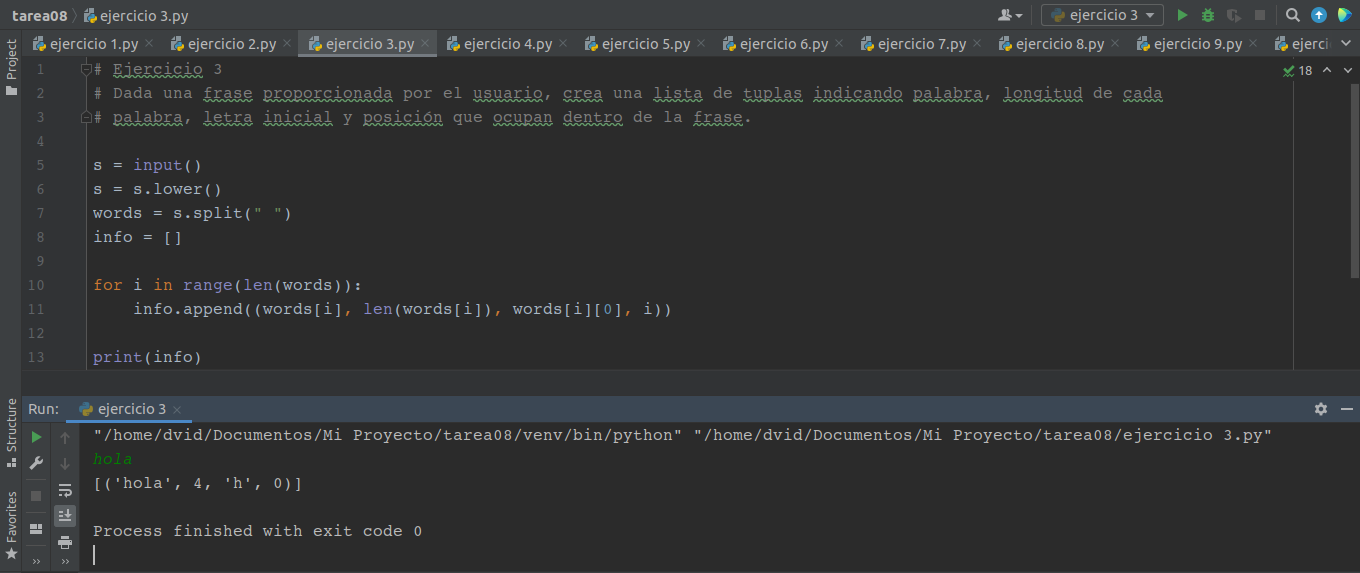 tarea08 ejercicio 3.py ejercicio 3
ejercicio 1.py ejercicio 2.py ejercicio 3.py ejercicio 4.py ejercicio 5.py ejercicio 6.py ejercicio 7.py ejercicio 8.py ejercicio 9.py ejerci
Project
1 # Ejercicio 3
18
2 # Dada una frase proporcionada por el usuario, crea una lista de tuplas indicando palabra, longitud de cada
3 # palabra, letra inicial y posición que ocupan dentro de la frase.
4
5 s = input()
6 s = s.lower()
7 words = s.split(" ")
8 info = []
9
10 for i in range(len(words)):
11 info.append((words[i], len(words[i]), words[i][0], i))
12
13 print(info)
Structure
Favorites
Run: ejercicio 3
"/home/dvid/Documentos/Mi Proyecto/tarea08/venv/bin/python" "/home/dvid/Documentos/Mi Proyecto/tarea08/ejercicio 3.py"
hola
[('hola', 4, 'h', 0)]
Process finished with exit code 0